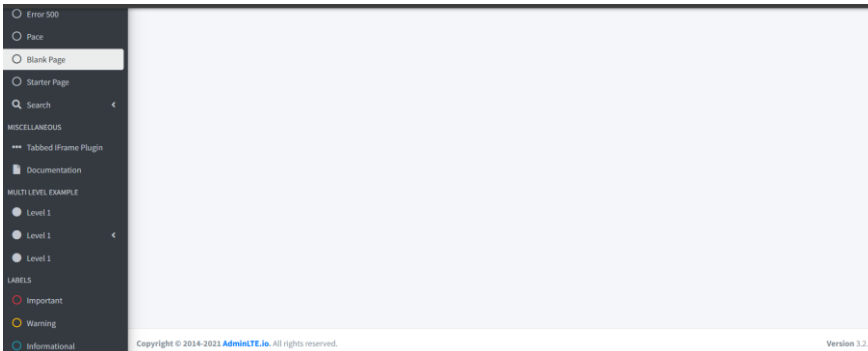 Error 500
Pace
Blank Page
Starter Page
Search
MISCELLANEOUS
Tabbed IFrame Plugin
Documentation
MULTI LEVEL EXAMPLE
Level 1
Level 1
Level 1
LABELS
Important
Warning
Informational
Copyright © 2014-2021 AdminLTE.io. All rights reserved.
Version 3.2.